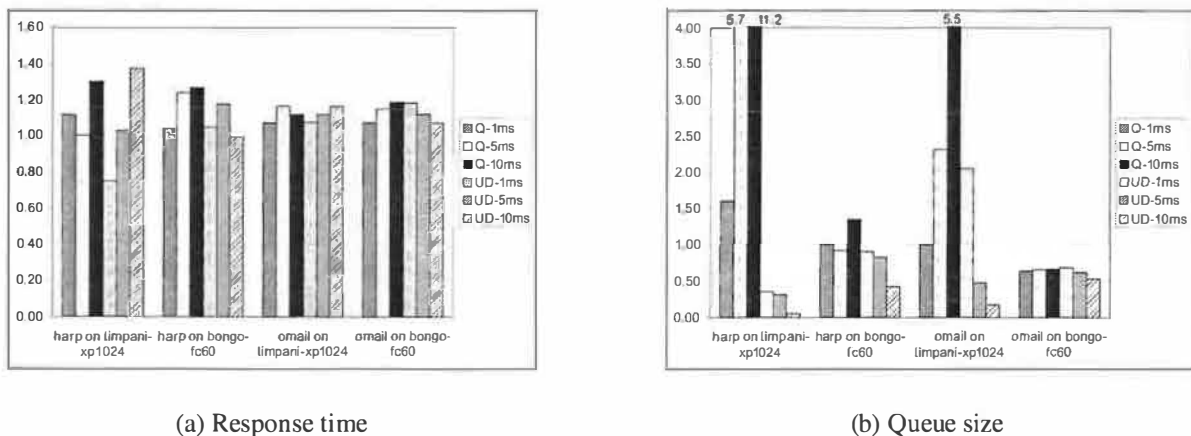 1.60
1.40
1.20
1.00
0.80
0.60
0.40
0.20
0.00
harp on limpani-
xp1024
harp on bongo-
fc60
omail on
limpani-xp1024
omail on bongo-
fc60
Q-1ms
Q-5ms
Q-10ms
UD-1ms
UD-5ms
UD-10ms
(a) Response time
5.7 11.2 5.5
4.00
4.00
3.00
2.50
2.00
1.50
1.00
0.50
0.00
harp on limpani-
xp1024
harp on bongo-
fc60
omail on
limpani-xp1024
omail on bongo-
fc60
Q-1ms
Q-5ms
Q-10ms
UD-1ms
UD-5ms
UD-10ms
(b) Queue size